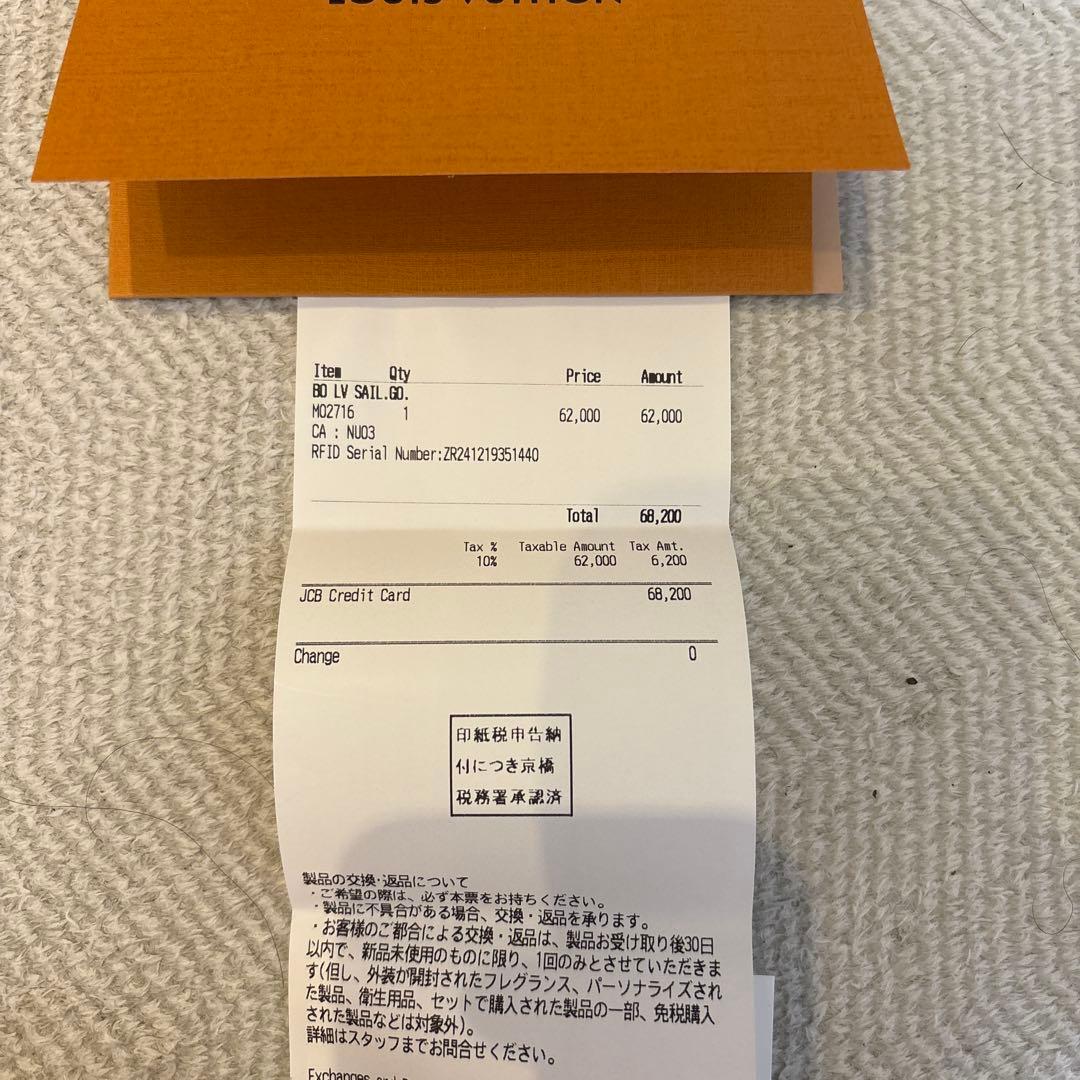 LOUIS VUITTON
Item Qty Price Amount
BO LV SAIL.GO.
M02716 1 62,000 62,000
CA : NU03
RFID Serial Number:ZR241219351440
Total 68,200
Tax % Taxable Amount Tax Amt.
10% 62,000 6,200
JCB Credit Card 68,200
Change 0
印紙税申告納
付につき京橋
税務署承認済
製品の交換・返品について
・ご希望の際は、必ず本票をお持ちください。
・製品に不具合がある場合、交換・返品を承ります。
・お客様のご都合による交換・返品は、製品お受け取り後30日
以内で、新品未使用のものに限り、1回のみとさせていただきま
す(但し、外装が開封されたフレグランス、パーソナライズされ
た製品、衛生用品、セットで購入された製品の一部、免税購入
された製品などは対象外)。
詳細はスタッフまでお問合せください。
Exchanges and